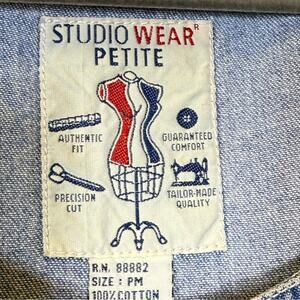 STUDIO WEAR®
PETITE
AUTHENTIC
FIT
GUARANTEED
COMFORT
PRECISION
CUT
TAILOR-MADE
QUALITY
R.N. 88882
SIZE : PM
100% COTTON